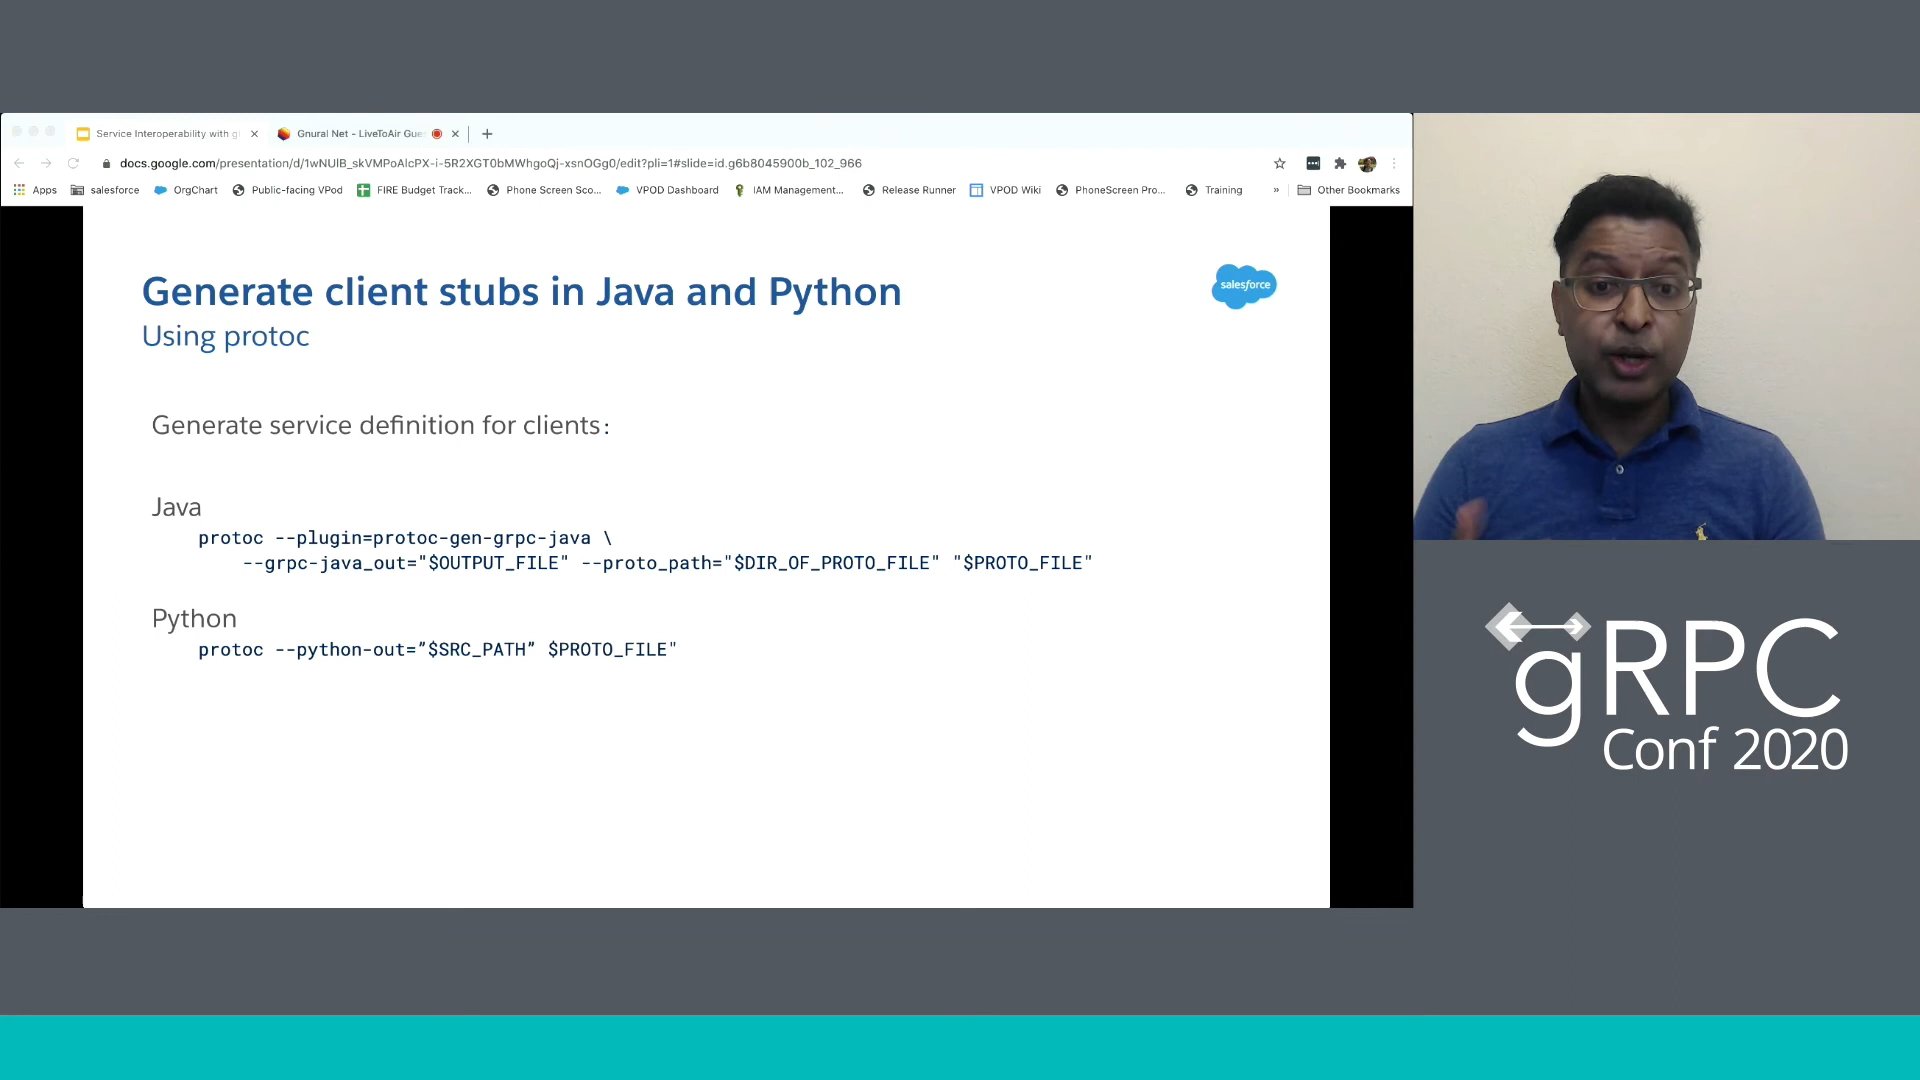 Service Interoperability with g
Gnural Net - LiveToAir Gue
docs.google.com/presentation/d/1wNUlB_skVMPoAlcPX-i-5R2XGT0bMWhgoQj-xsnOGg0/edit?pli=1#slide=id.g6b8045900b_102_966
Apps salesforce OrgChart Public-facing VPod FIRE Budget Track... Phone Screen Sco... VPOD Dashboard IAM Management... Release Runner VPOD Wiki PhoneScreen Pro... Training » Other Bookmarks
Generate client stubs in Java and Python
salesforce
Using protoc
Generate service definition for clients:
Java
protoc --plugin=protoc-gen-grpc-java \
--grpc-java_out="$OUTPUT_FILE" --proto_path="$DIR_OF_PROTO_FILE" "$PROTO_FILE"
Python
protoc --python-out=”$SRC_PATH” $PROTO_FILE"
gRPC
Conf 2020